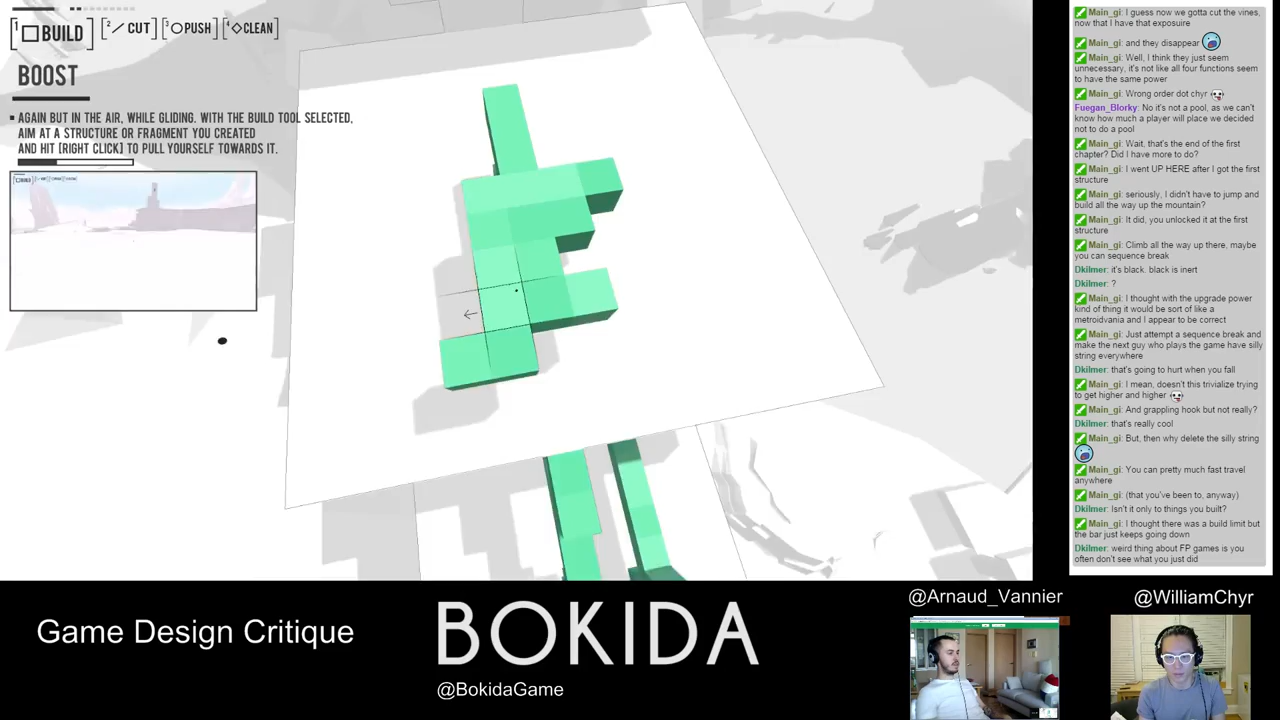 [¹□BUILD] [²/CUT] [³○PUSH] [⁴◇CLEAN]
BOOST
▪ AGAIN BUT IN THE AIR, WHILE GLIDING. WITH THE BUILD TOOL SELECTED,
AIM AT A STRUCTURE OR FRAGMENT YOU CREATED
AND HIT [RIGHT CLICK] TO PULL YOURSELF TOWARDS IT.
Main_gi: I guess now we gotta cut the vines,
now that I have that exposuire
Main_gi: and they disappear
Main_gi: Well, I think they just seem
unnecessary, it's not like all four functions seem
to have the same power
Main_gi: Wrong order dot chyr
Fuegan_Blorky: No it's not a pool, as we can't
know how much a player will place we decided
not to do a pool
Main_gi: Wait, that's the end of the first
chapter? Did I have more to do?
Main_gi: I went UP HERE after I got the first
structure
Main_gi: seriously, I didn't have to jump and
build all the way up the mountain?
Main_gi: It did, you unlocked it at the first
structure
Main_gi: Climb all the way up there, maybe
you can sequence break
Dkilmer: it's black. black is inert
Dkilmer: ?
Main_gi: I thought with the upgrade power
kind of thing it would be sort of like a
metroidvania and I appear to be correct
Main_gi: Just attempt a sequence break and
make the next guy who plays the game have silly
string everywhere
Dkilmer: that's going to hurt when you fall
Main_gi: I mean, doesn't this trivialize trying
to get higher and higher
Main_gi: And grappling hook but not really?
Dkilmer: that's really cool
Main_gi: But, then why delete the silly string
Main_gi: You can pretty much fast travel
anywhere
Main_gi: (that you've been to, anyway)
Dkilmer: Isn't it only to things you built?
Main_gi: I thought there was a build limit but
the bar just keeps going down
Dkilmer: weird thing about FP games is you
often don't see what you just did
Game Design Critique
BOKIDA
@BokidaGame
@Arnaud_Vannier
@WilliamChyr